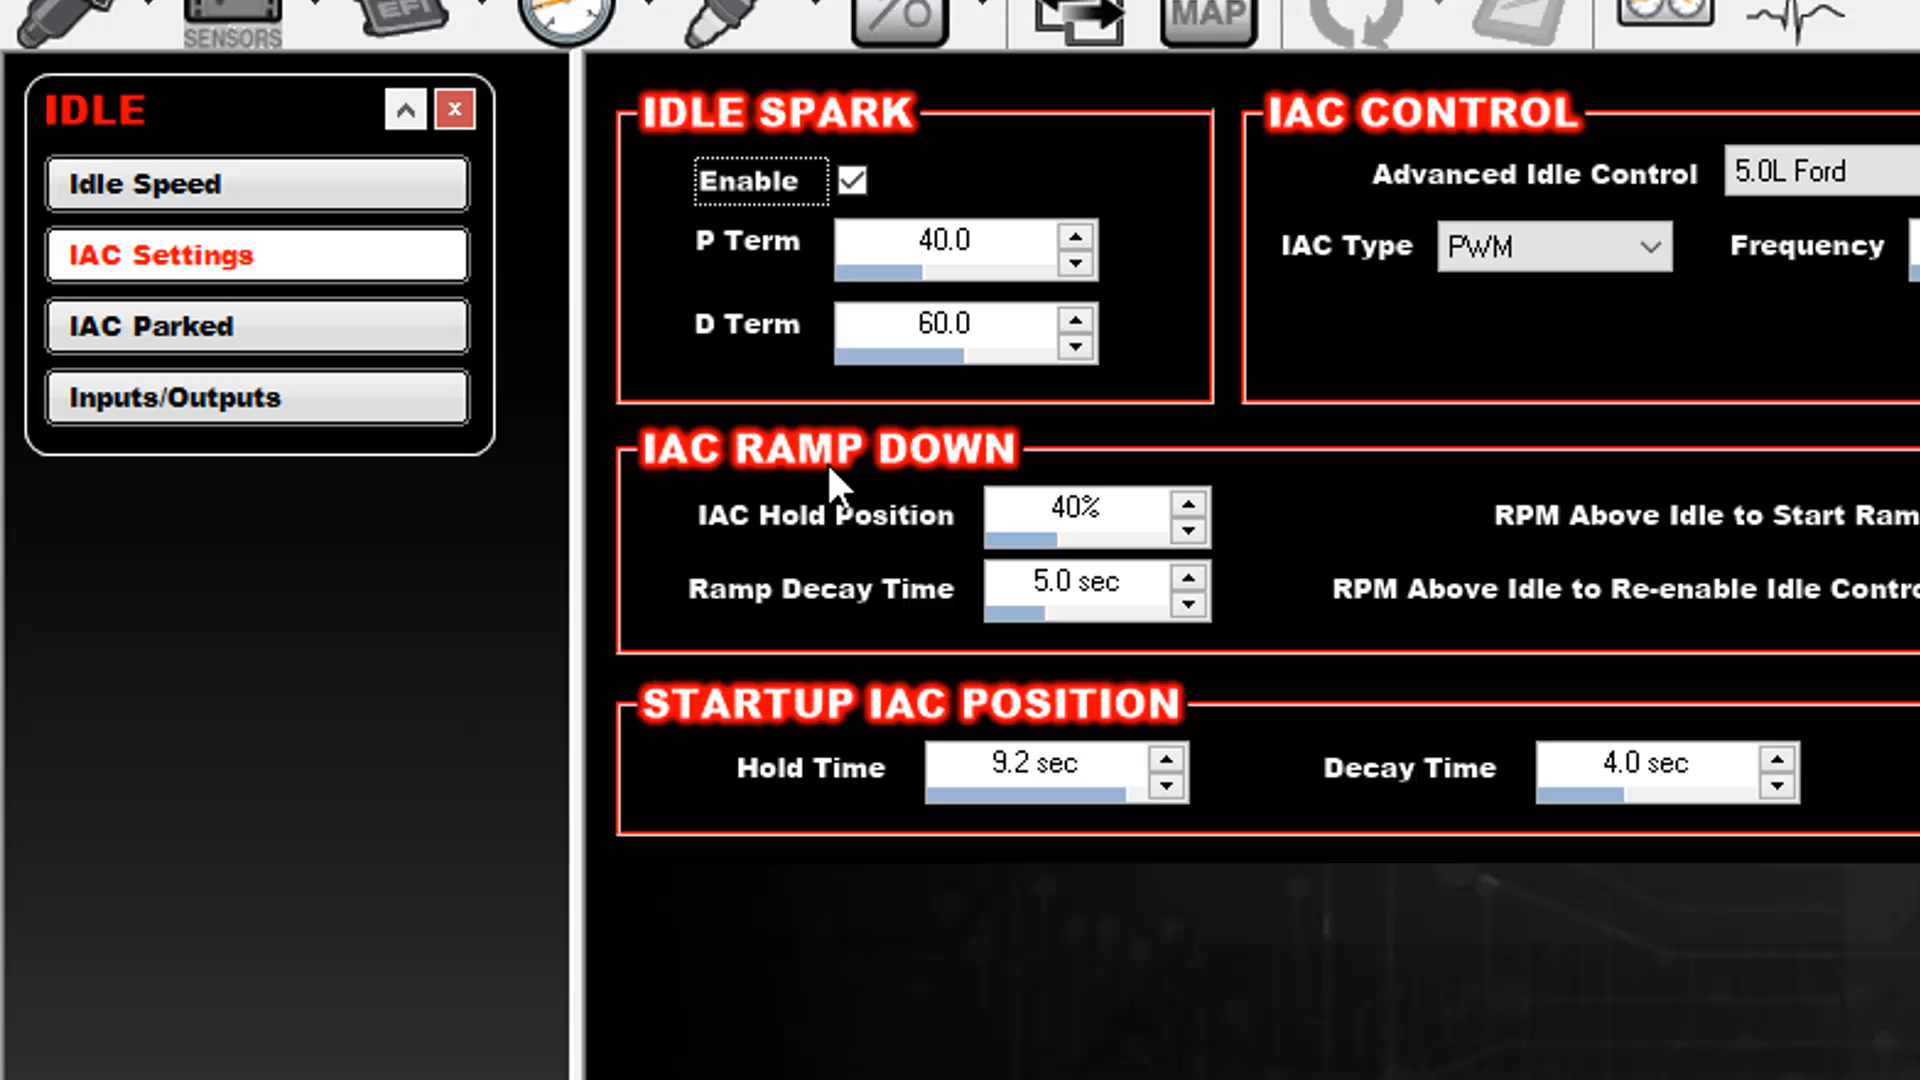 SENSORS
EFI
%
MAP
IDLE
Idle Speed
IAC Settings
IAC Parked
Inputs/Outputs
IDLE SPARK
Enable
P Term 40.0
D Term 60.0
IAC CONTROL
Advanced Idle Control 5.0L Ford
IAC Type PWM Frequency
IAC RAMP DOWN
IAC Hold Position 40% RPM Above Idle to Start
Ramp Decay Time 5.0 sec RPM Above Idle to Re-enable Idle
STARTUP IAC POSITION
Hold Time 9.2 sec Decay Time 4.0 sec